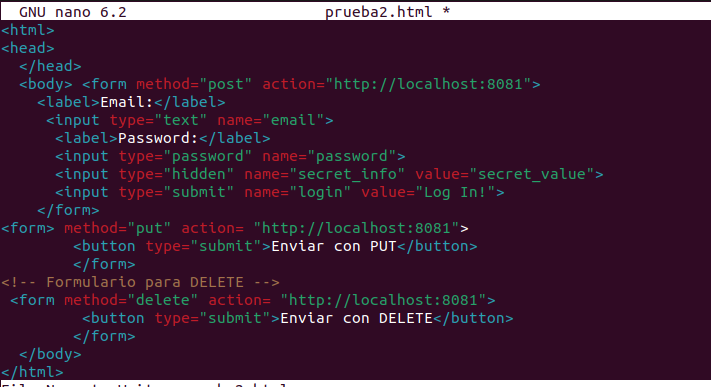 GNU nano 6.2 prueba2.html *
<html>
<head>
</head>
<body> <form method="post" action="http://localhost:8081">
<label>Email:</label>
<input type="text" name="email">
<label>Password:</label>
<input type="password" name="password">
<input type="hidden" name="secret_info" value="secret_value">
<input type="submit" name="login" value="Log In!">
</form>
<form> method="put" action= "http://localhost:8081">
<button type="submit">Enviar con PUT</button>
</form>
<!-- Formulario para DELETE -->
<form method="delete" action= "http://localhost:8081">
<button type="submit">Enviar con DELETE</button>
</form>
</body>
</html>